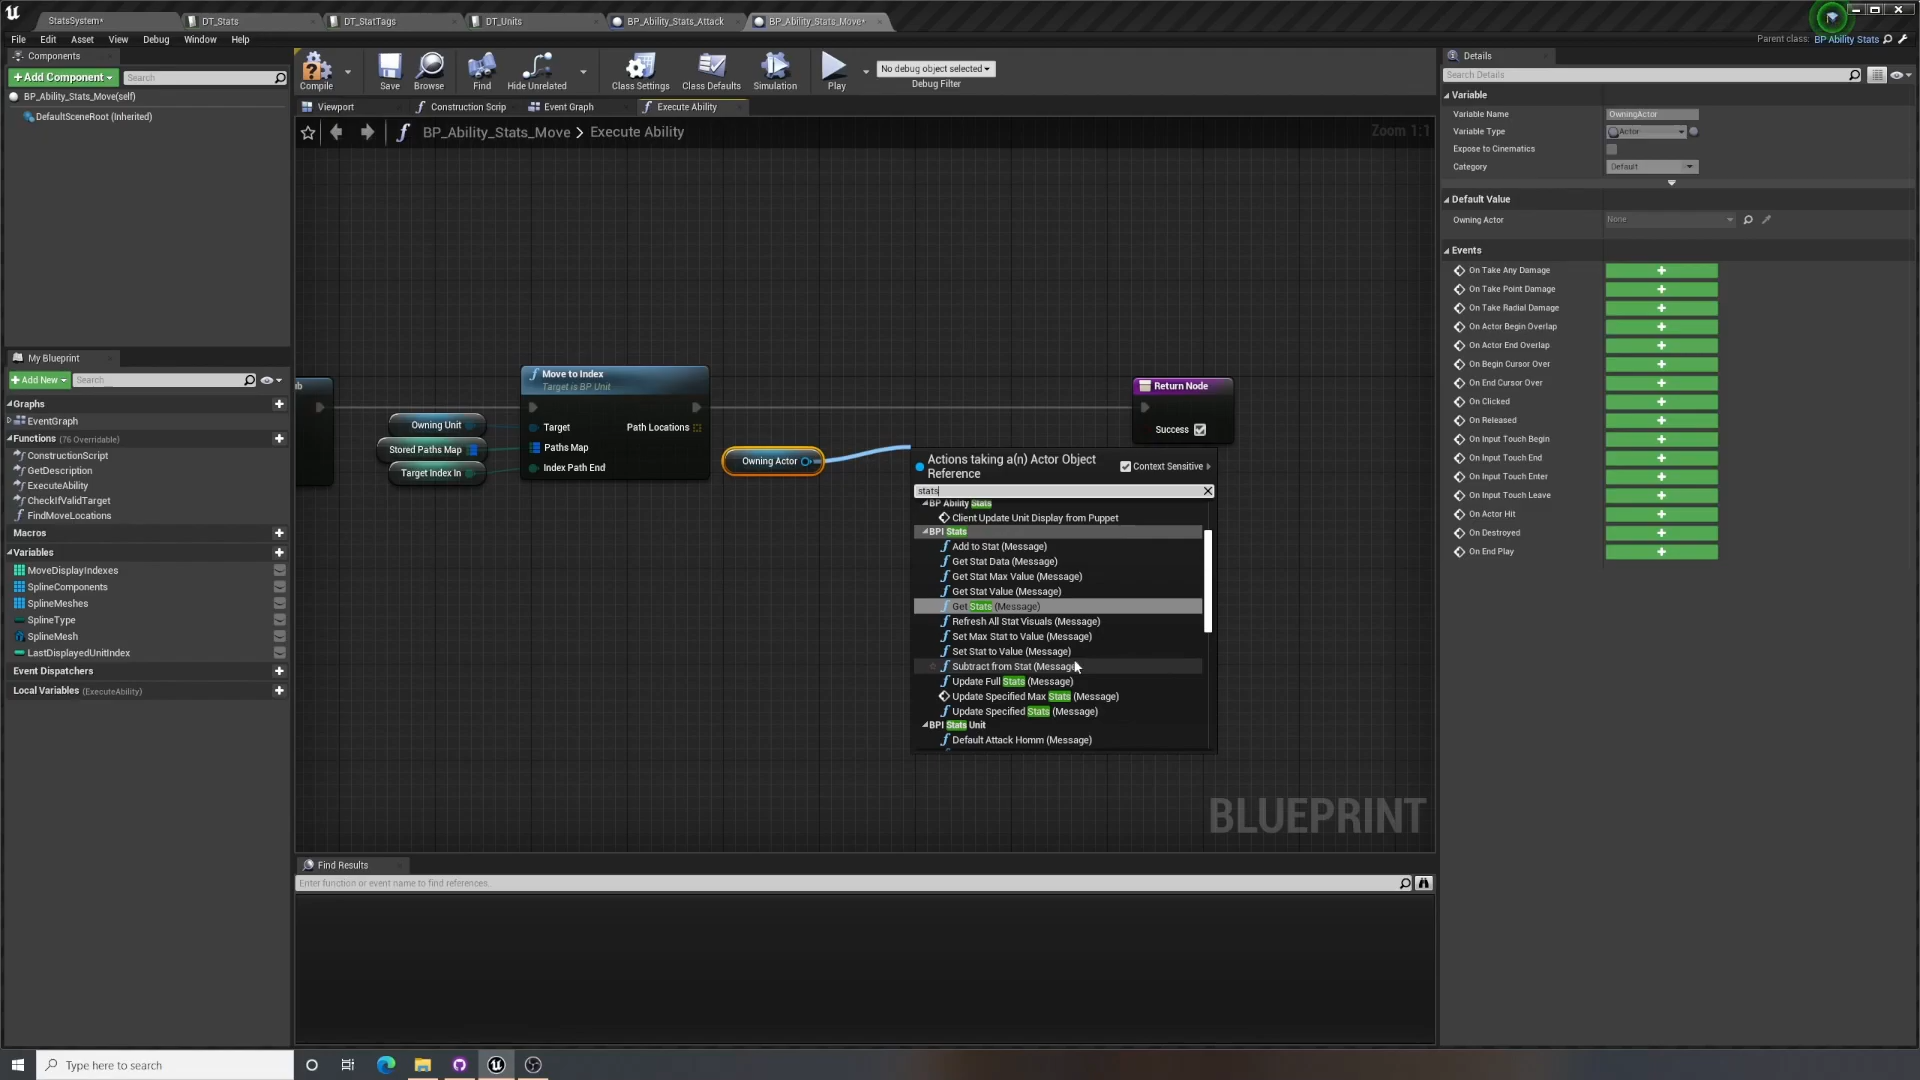 StatsSystem*
DT_Stats
DT_StatTags
DT_Units
BP_Ability_Stats_Attack
BP_Ability_Stats_Move*
File Edit Asset View Debug Window Help
Parent class: BP Ability Stats
Components
+ Add Component
Search
BP_Ability_Stats_Move(self)
DefaultSceneRoot (Inherited)
Compile
Save
Browse
Find
Hide Unrelated
Class Settings
Class Defaults
Simulation
Play
No debug object selected
Debug Filter
Viewport
Construction Scrip
Event Graph
Execute Ability
BP_Ability_Stats_Move > Execute Ability
Zoom 1:1
My Blueprint
+ Add New
Search
Graphs
EventGraph
Functions (76 Overridable)
ConstructionScript
GetDescription
ExecuteAbility
CheckIfValidTarget
FindMoveLocations
Macros
Variables
MoveDisplayIndexes
SplineComponents
SplineMeshes
SplineType
SplineMesh
LastDisplayedUnitIndex
Event Dispatchers
Local Variables (ExecuteAbility)
Move to Index
Target is BP Unit
Target
Path Locations
Paths Map
Index Path End
Owning Unit
Stored Paths Map
Target Index In
Owning Actor
Return Node
Success
Actions taking a(n) Actor Object
Reference
Context Sensitive
stats
BP Ability Stats
Client Update Unit Display from Puppet
BPI Stats
Add to Stat (Message)
Get Stat Data (Message)
Get Stat Max Value (Message)
Get Stat Value (Message)
Get Stats (Message)
Refresh All Stat Visuals (Message)
Set Max Stat to Value (Message)
Set Stat to Value (Message)
Subtract from Stat (Message)
Update Full Stats (Message)
Update Specified Max Stats (Message)
Update Specified Stats (Message)
BPI Stats Unit
Default Attack Homm (Message)
BLUEPRINT
Find Results
Enter function or event name to find references.
Details
Search Details
Variable
Variable Name OwningActor
Variable Type Actor
Expose to Cinematics
Category Default
Default Value
Owning Actor None
Events
On Take Any Damage
On Take Point Damage
On Take Radial Damage
On Actor Begin Overlap
On Actor End Overlap
On Begin Cursor Over
On End Cursor Over
On Clicked
On Released
On Input Touch Begin
On Input Touch End
On Input Touch Enter
On Input Touch Leave
On Actor Hit
On Destroyed
On End Play
Type here to search